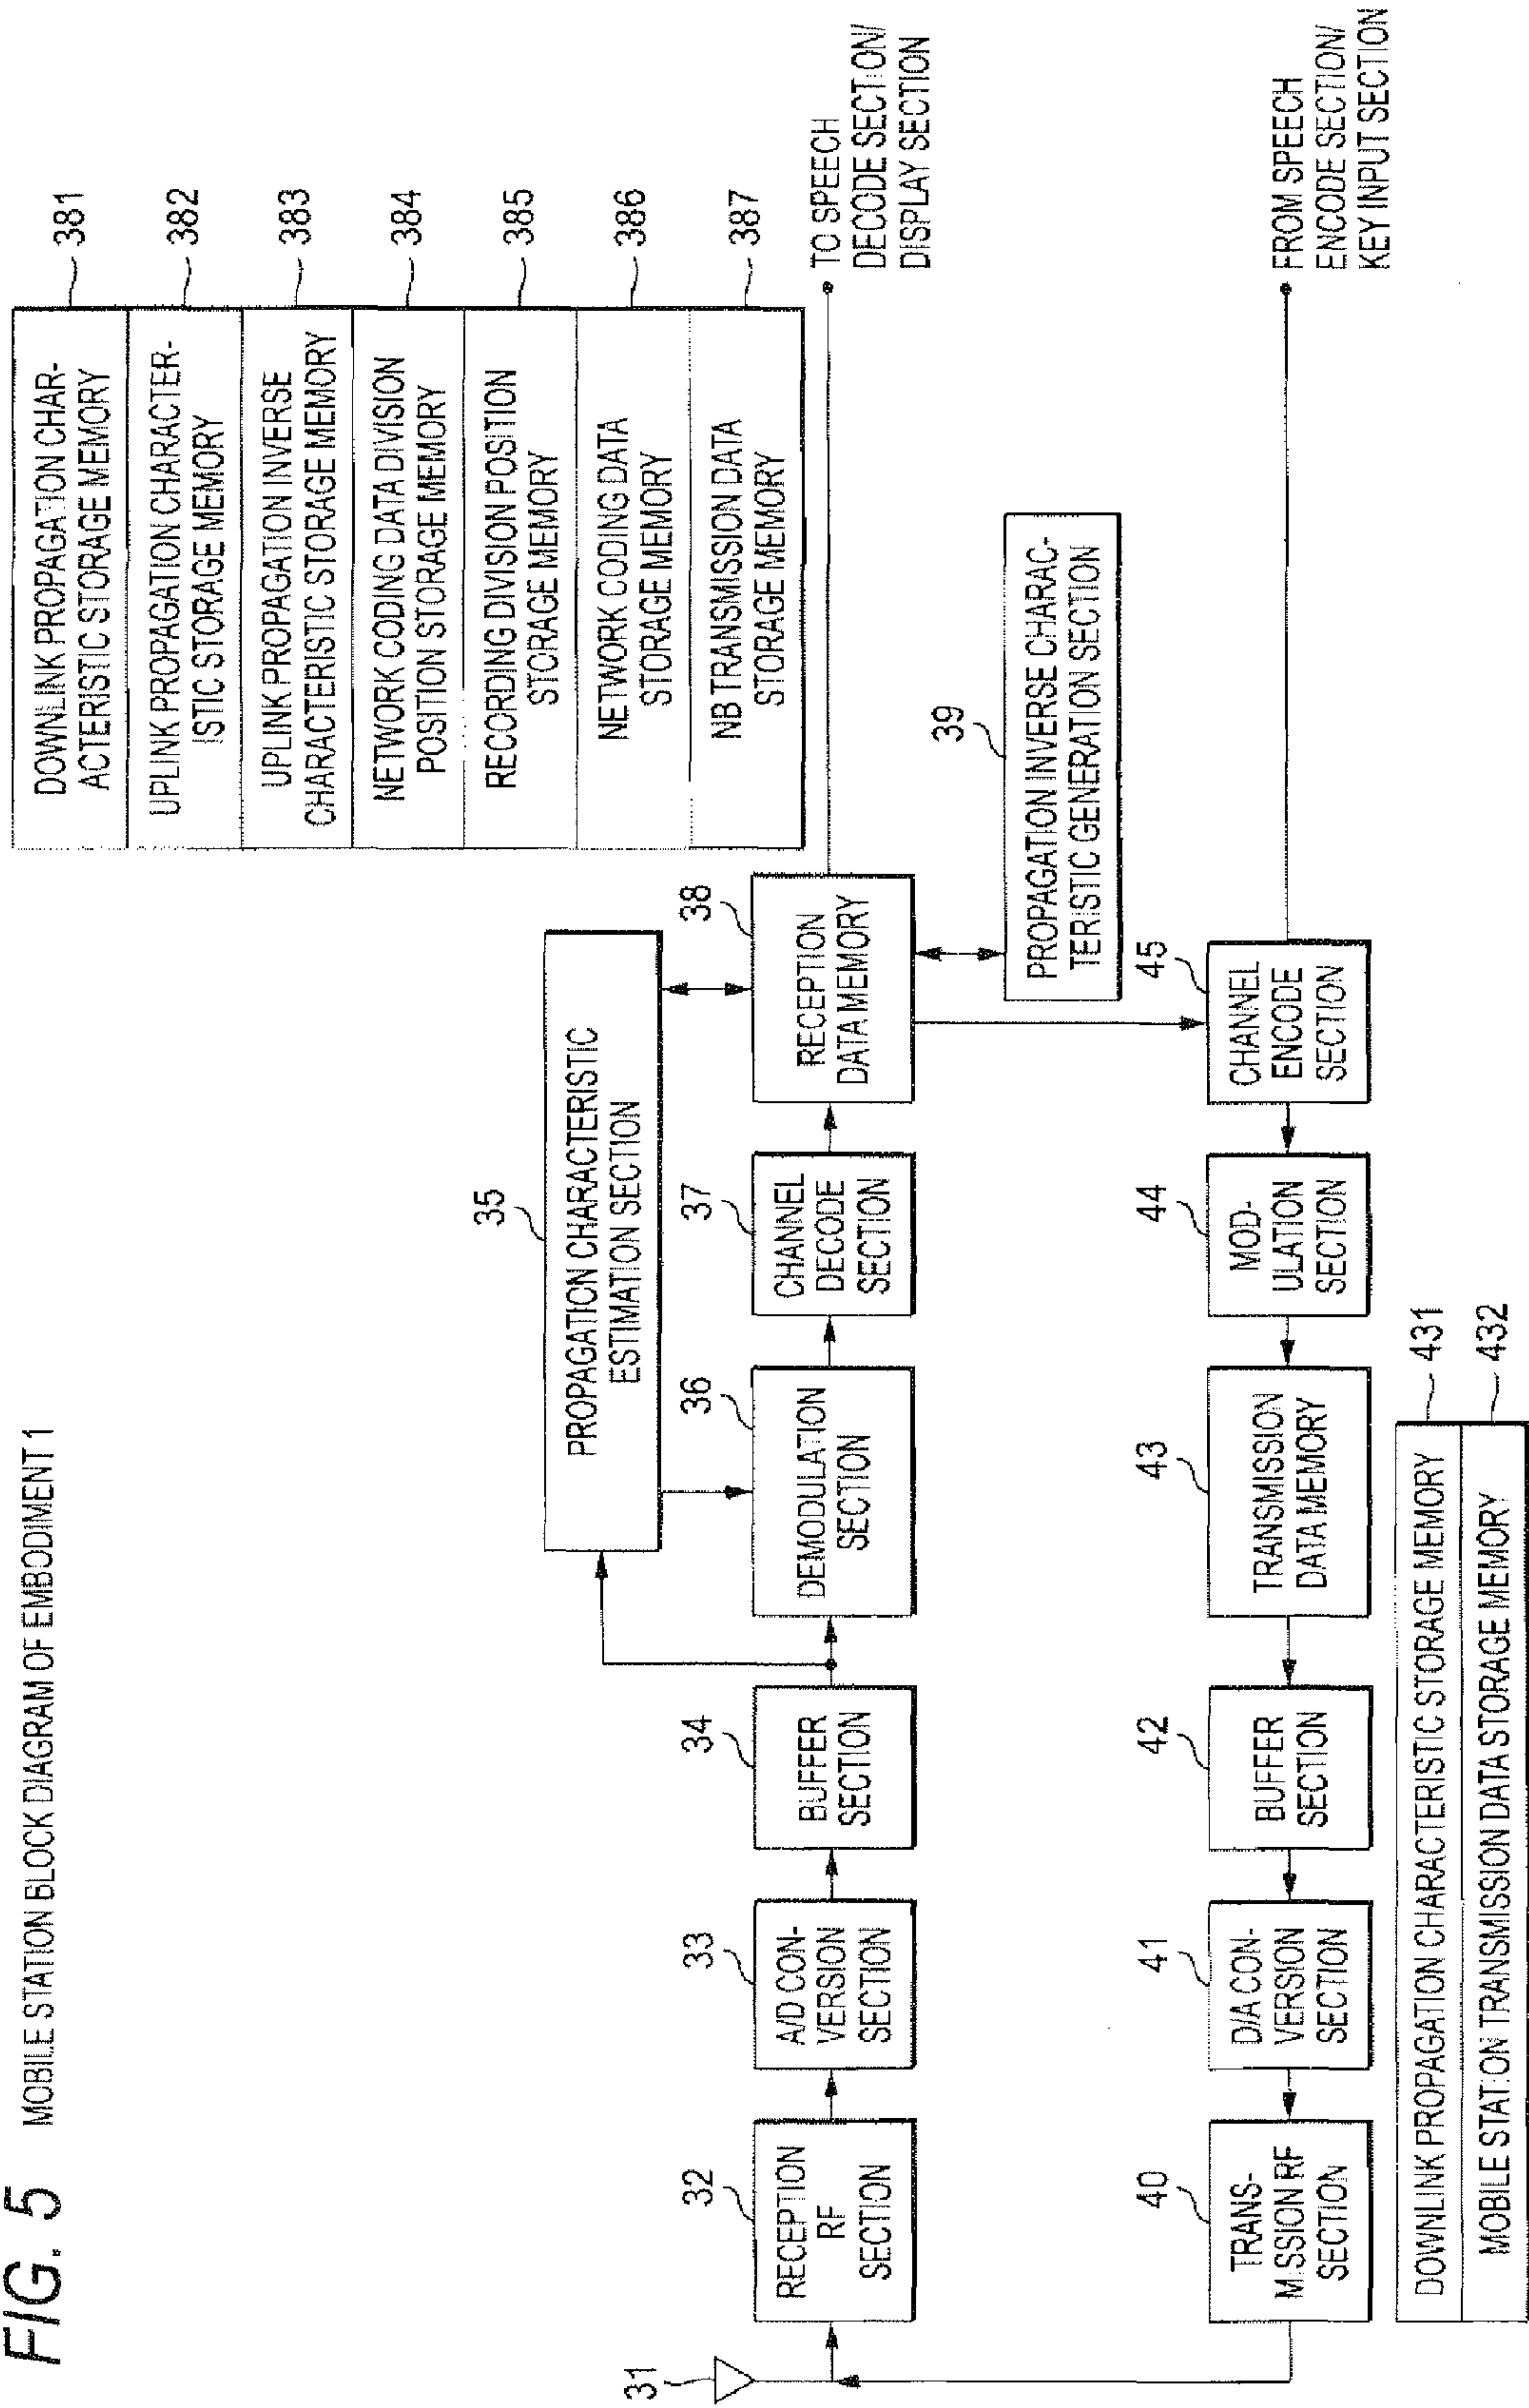 FIG. 5
MOBILE STATION BLOCK DIAGRAM OF EMBODIMENT 1
DOWNLINK PROPAGATION CHAR-
ACTERISTIC STORAGE MEMORY
381
UPLINK PROPAGATION CHARACTER-
ISTIC STORAGE MEMORY
382
UPLINK PROPAGATION INVERSE
CHARACTERISTIC STORAGE MEMORY
383
NETWORK CODING DATA DIVISION
POSITION STORAGE MEMORY
384
RECORDING DIVISION POSITION
STORAGE MEMORY
385
NETWORK CODING DATA
STORAGE MEMORY
386
NB TRANSMISSION DATA
STORAGE MEMORY
387
35
PROPAGATION CHARACTERISTIC
ESTIMATION SECTION
31
32
RECEPTION
RF
SECTION
33
A/D CON-
VERSION
SECTION
34
BUFFER
SECTION
36
DEMODULATION
SECTION
37
CHANNEL
DECODE
SECTION
38
RECEPTION
DATA MEMORY
TO SPEECH
DECODE SECTION/
DISPLAY SECTION
39
PROPAGATION INVERSE CHARAC-
TERISTIC GENERATION SECTION
40
TRANS-
MISSION RF
SECTION
41
D/A CON-
VERSION
SECTION
42
BUFFER
SECTION
43
TRANSMISSION
DATA MEMORY
44
MOD-
ULATION
SECTION
45
CHANNEL
ENCODE
SECTION
FROM SPEECH
ENCODE SECTION/
KEY INPUT SECTION
DOWNLINK PROPAGATION CHARACTERISTIC STORAGE MEMORY
431
MOBILE STATION TRANSMISSION DATA STORAGE MEMORY
432